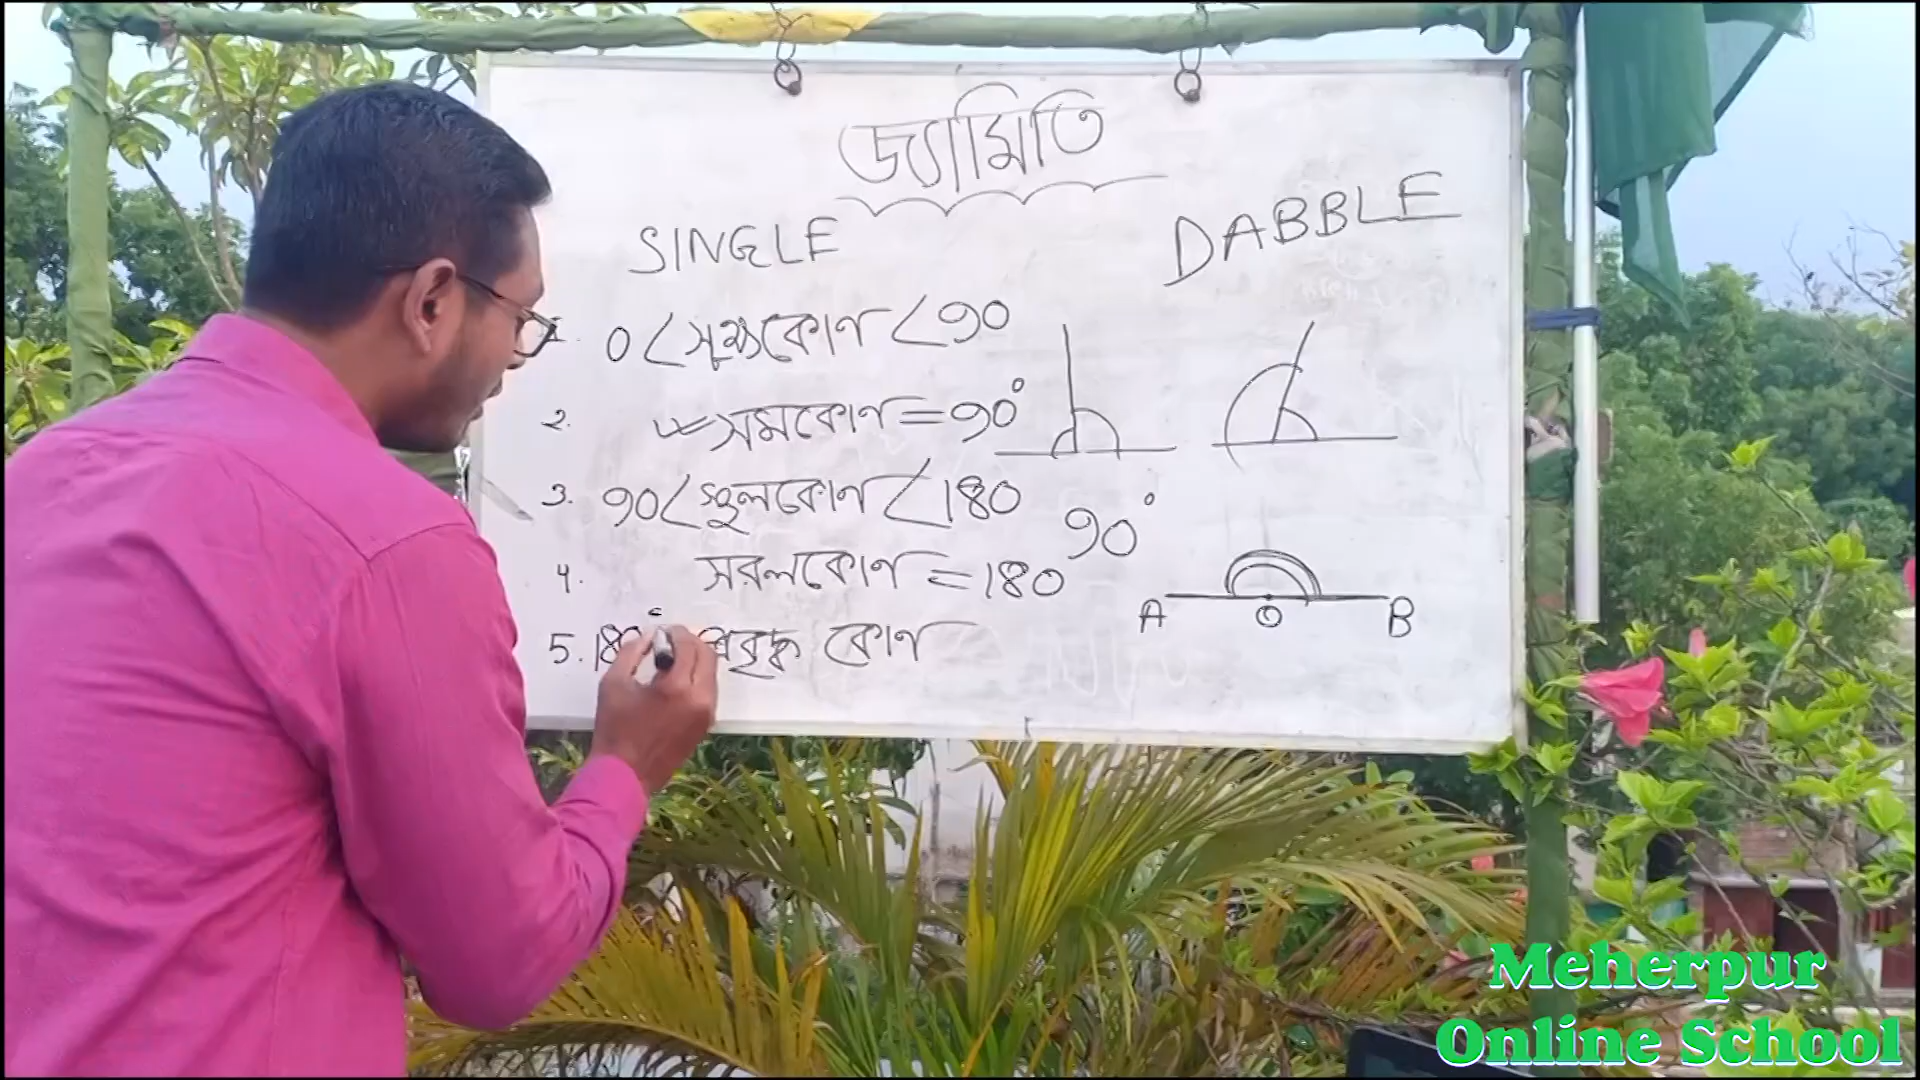 জ্যামিতি
SINGLE
DABBLE
0 < সূক্ষ্মকোণ < 90
2. সমকোণ = 90°
3. 90 < স্থুলকোণ < 180
90°
4. সরলকোণ = 180
A O B
5. 180° প্রবৃদ্ধ কোণ
Meherpur
Online School